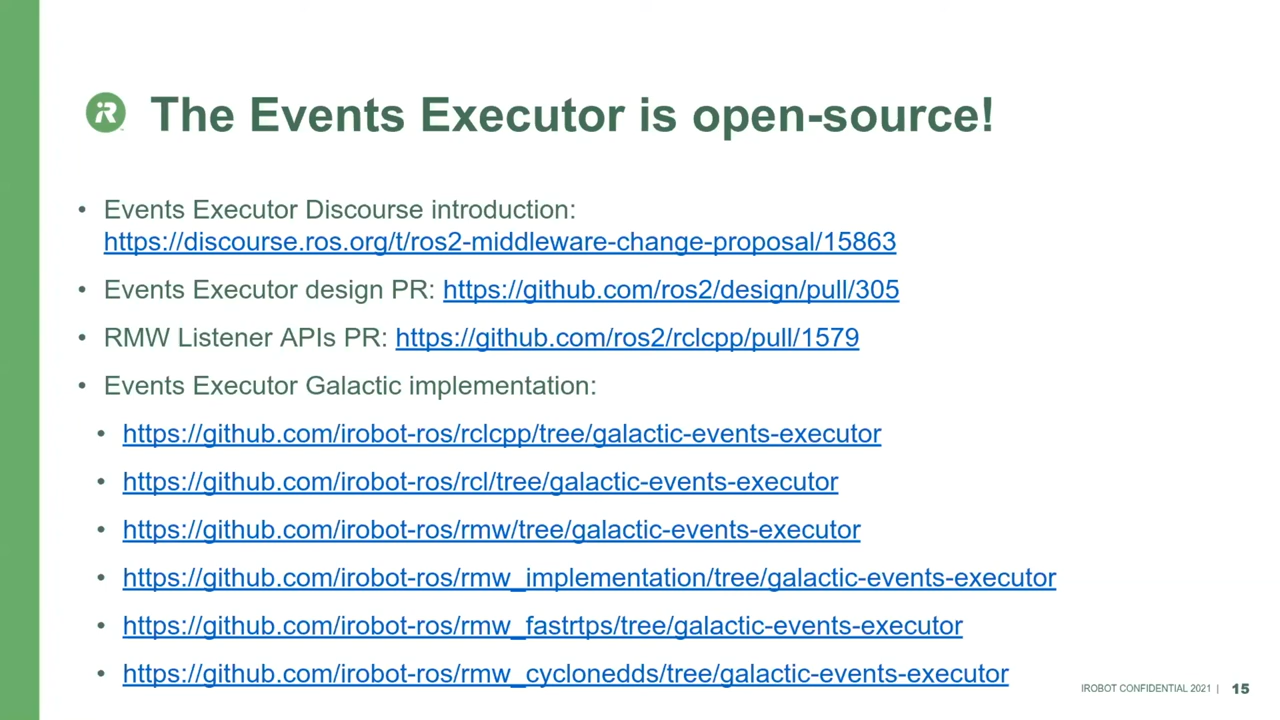 The Events Executor is open-source!
• Events Executor Discourse introduction:
https://discourse.ros.org/t/ros2-middleware-change-proposal/15863
• Events Executor design PR: https://github.com/ros2/design/pull/305
• RMW Listener APIs PR: https://github.com/ros2/rclcpp/pull/1579
• Events Executor Galactic implementation:
• https://github.com/irobot-ros/rclcpp/tree/galactic-events-executor
• https://github.com/irobot-ros/rcl/tree/galactic-events-executor
• https://github.com/irobot-ros/rmw/tree/galactic-events-executor
• https://github.com/irobot-ros/rmw_implementation/tree/galactic-events-executor
• https://github.com/irobot-ros/rmw_fastrtps/tree/galactic-events-executor
• https://github.com/irobot-ros/rmw_cyclonedds/tree/galactic-events-executor
IROBOT CONFIDENTIAL 2021 | 15